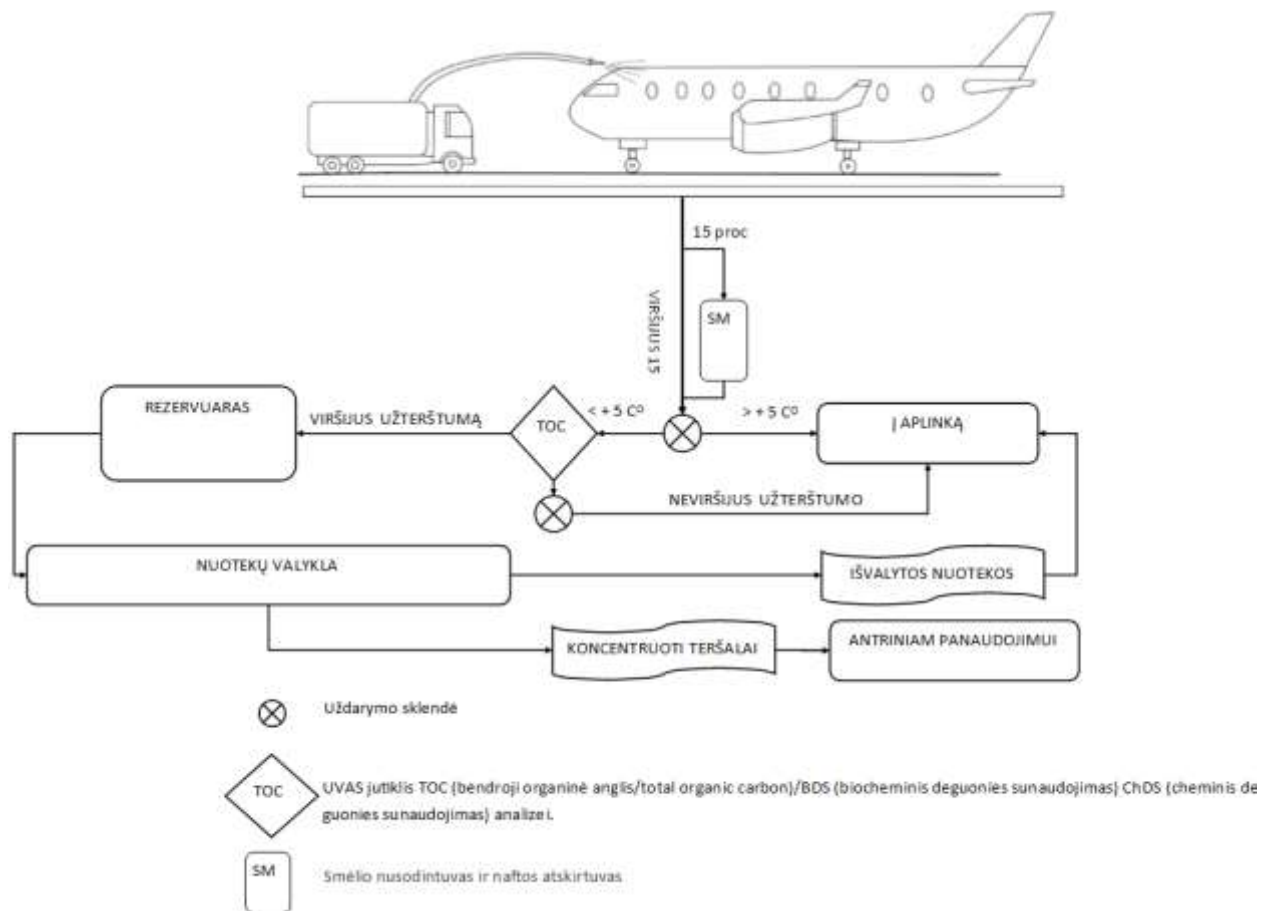 15 proc
VIRŠIJUS 15
SM
REZERVUARAS
VIRŠIJUS UŽTERŠTUMĄ
TOC
< + 5 C⁰
> + 5 C⁰
Į APLINKĄ
NEVIRŠIJUS UŽTERŠTUMO
NUOTEKŲ VALYKLA
IŠVALYTOS NUOTEKOS
KONCENTRUOTI TERŠALAI
ANTRINIAM PANAUDOJIMUI
Uždarymo sklendė
TOC
UVAS jutiklis TOC (bendroji organinė anglis/total organic carbon)/BDS (biocheminis deguonies sunaudojimas) ChDS (cheminis de
guonies sunaudojimas) analizei.
SM
Smėlio nusodintuvas ir naftos atskirtuvas